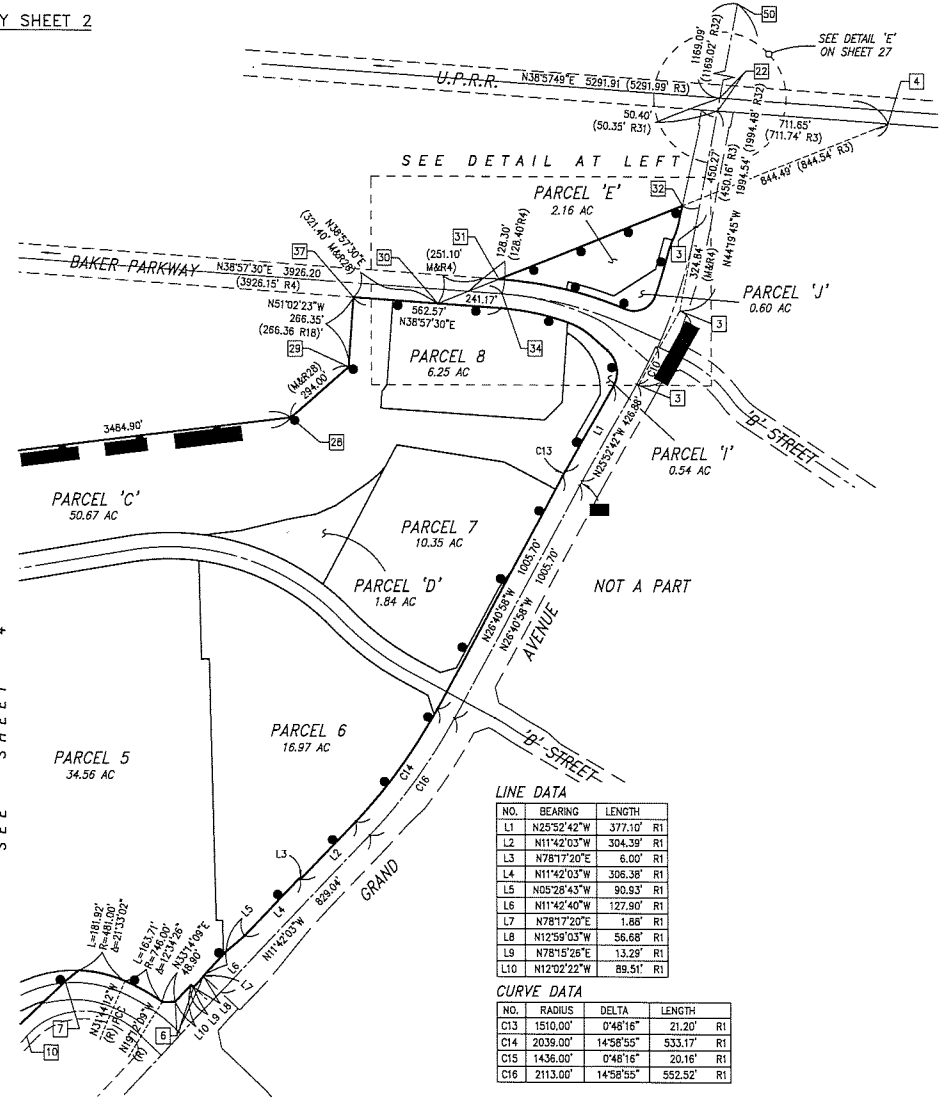 Y SHEET 2
50
SEE DETAIL 'E'
ON SHEET 27
1169.09'
(1169.02' R32)
22
4
U.P.R.R.
N38°57'49"E 5291.91 (5291.99' R3)
50.40'
(50.35' R31)
711.65'
(711.74' R3)
1994.54' (1994.48' R32)
450.27'
(450.16' R3)
844.49' (844.54' R3)
SEE DETAIL AT LEFT
PARCEL 'E'
2.16 AC
32
3
N44°19'45"W
324.84'
(M&R4)
N38°57'30"E
(321.40' M&R28)
30
31
(251.10'
M&R4)
128.30'
(128.40'R4)
37
BAKER PARKWAY
N38°57'30"E 3926.20
(3926.15' R4)
N51°02'23"W
266.35'
(266.36 R18)'
241.17'
562.57'
N38°57'30"E
34
PARCEL 'J'
0.60 AC
3
29
PARCEL 8
6.25 AC
C10
3
(M&R28)
294.00'
28
3484.90'
L1
N25°52'42"W 426.88'
'B' STREET
PARCEL 'I'
0.54 AC
C13
PARCEL 'C'
50.67 AC
PARCEL 7
10.35 AC
PARCEL 'D'
1.84 AC
1005.70'
N26°40'58"W
1005.70'
N26°40'58"W
NOT A PART
AVENUE
SEE SHEET 4
PARCEL 6
16.97 AC
PARCEL 5
34.56 AC
'B' STREET
C14
C16
L2
L3
829.04'
GRAND
L4
N11°42'03"W
L5
L=181.92'
R=481.00'
Δ=21°33'02"
L=163.71'
R=746.00'
Δ=12°34'26"
N33°14'09"E
48.90'
L6
L7
L8
L9
L10
N31°44'12"W
(R) PCC
N19°12'09"W
(R)
7
10
6
LINE DATA
NO. BEARING LENGTH
L1 N25°52'42"W 377.10' R1
L2 N11°42'03"W 304.39' R1
L3 N78°17'20"E 6.00' R1
L4 N11°42'03"W 306.38' R1
L5 N05°28'43"W 90.93' R1
L6 N11°42'40"W 127.90' R1
L7 N78°17'20"E 1.88' R1
L8 N12°59'03"W 56.68' R1
L9 N78°15'26"E 13.29' R1
L10 N12°02'22"W 89.51' R1
CURVE DATA
NO. RADIUS DELTA LENGTH
C13 1510.00' 0°48'16" 21.20' R1
C14 2039.00' 14°58'55" 533.17' R1
C15 1436.00' 0°48'16" 20.16' R1
C16 2113.00' 14°58'55" 552.52' R1